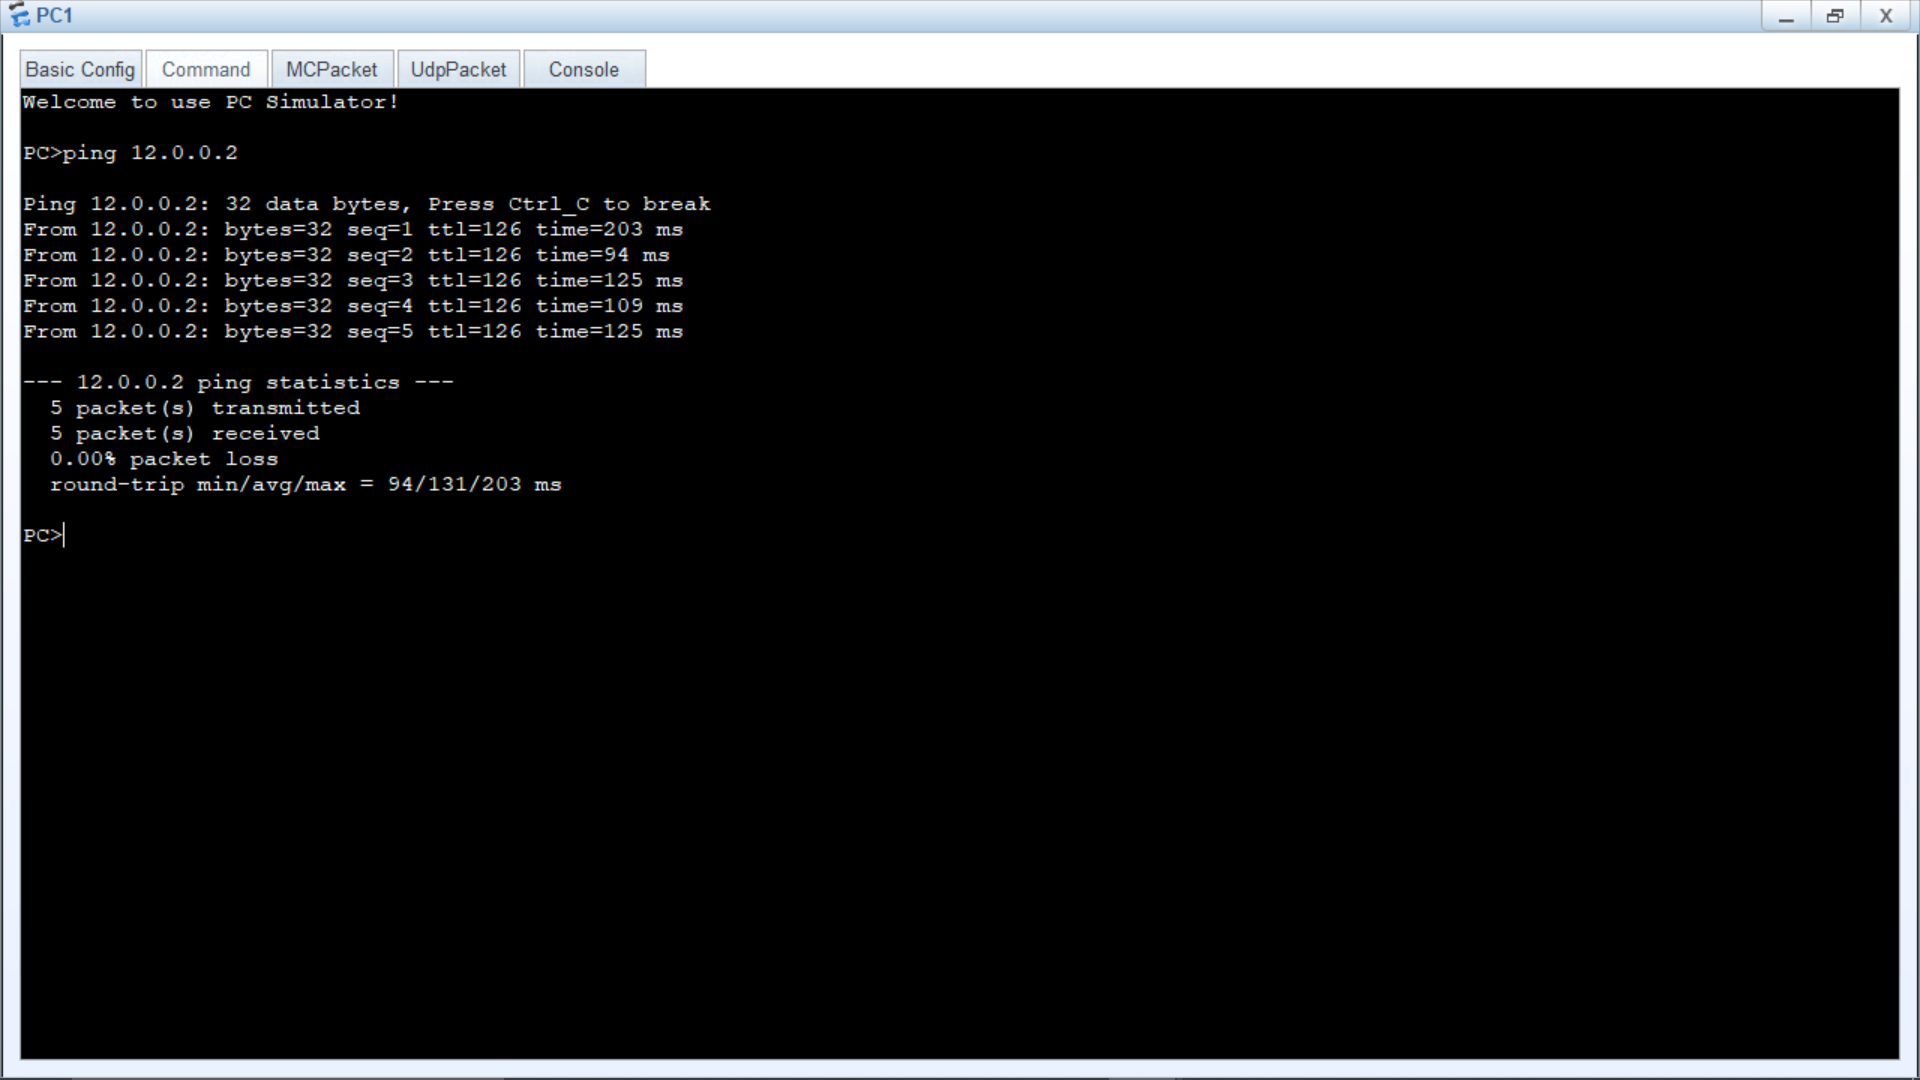 PC1
X
Basic Config Command MCPacket UdpPacket Console
Welcome to use PC Simulator!
PC>ping 12.0.0.2
Ping 12.0.0.2: 32 data bytes, Press Ctrl_C to break
From 12.0.0.2: bytes=32 seq=1 ttl=126 time=203 ms
From 12.0.0.2: bytes=32 seq=2 ttl=126 time=94 ms
From 12.0.0.2: bytes=32 seq=3 ttl=126 time=125 ms
From 12.0.0.2: bytes=32 seq=4 ttl=126 time=109 ms
From 12.0.0.2: bytes=32 seq=5 ttl=126 time=125 ms
--- 12.0.0.2 ping statistics ---
5 packet(s) transmitted
5 packet(s) received
0.00% packet loss
round-trip min/avg/max = 94/131/203 ms
PC>